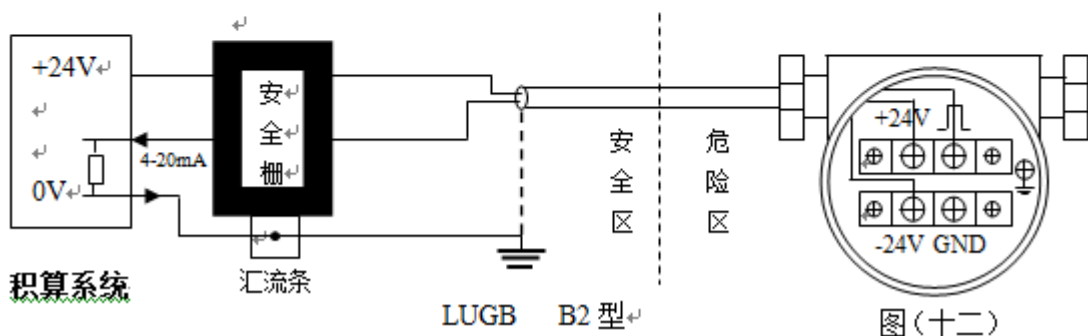 +24V
4-20mA
0V
积算系统
安
全
栅
汇流条
安
全
区
危
险
区
+24V
-24V GND
LUGB B2 型
图(十二)